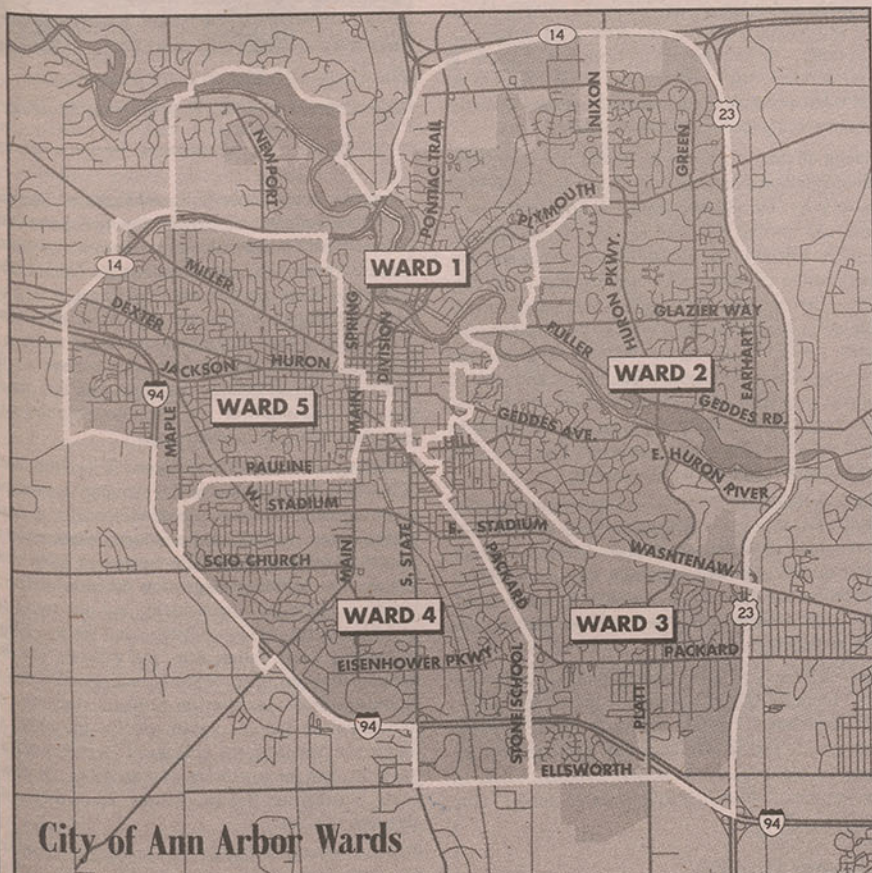 14
NIXON
23
GREEN
NEWPORT
PONTIAC TRAIL
PLYMOUTH
WARD 1
14
MILLER
HURON PKWY.
DEXTER
SPRING
DIVISION
GLAZIER WAY
FULLER
EARHART
JACKSON
HURON
WARD 2
94
WARD 5
MAIN
GEDDES RD.
GEDDES AVE.
MAPLE
HILL
E. HURON
RIVER
PAULINE
W. STADIUM
E. STADIUM
SCIO CHURCH
MAIN
S. STATE
PACKARD
WASHTENAW
WARD 4
WARD 3
23
PACKARD
EISENHOWER PKWY.
STONE SCHOOL
PLATT
94
ELLSWORTH
94
City of Ann Arbor Wards